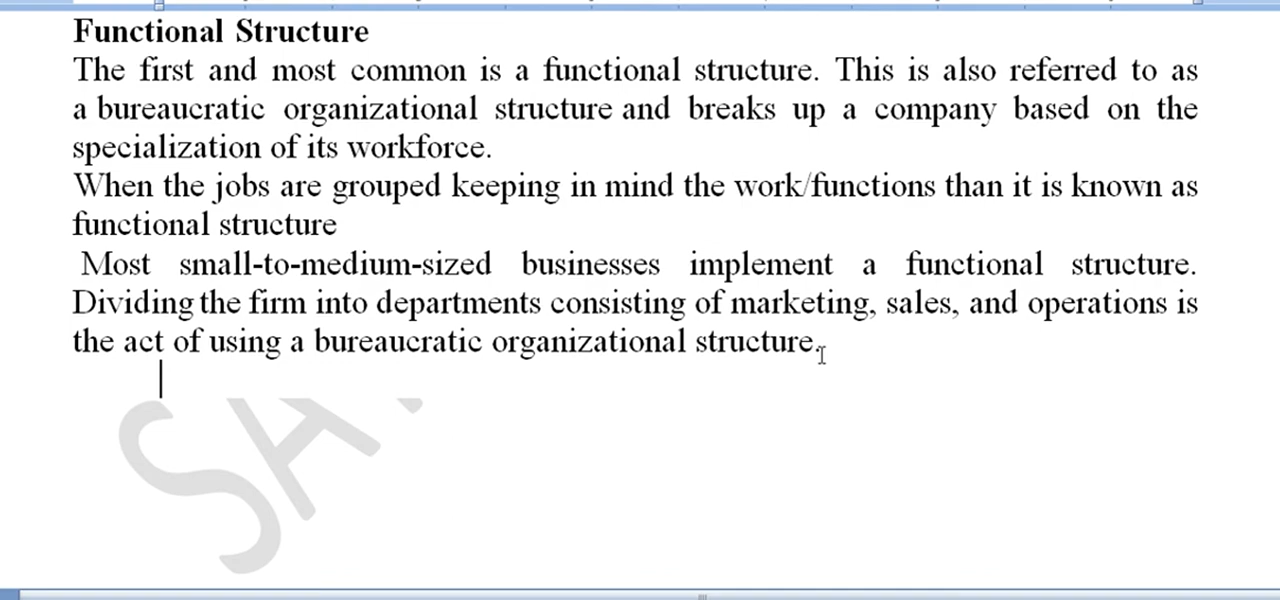 Functional Structure
The first and most common is a functional structure. This is also referred to as
a bureaucratic organizational structure and breaks up a company based on the
specialization of its workforce.
When the jobs are grouped keeping in mind the work/functions than it is known as
functional structure
Most small-to-medium-sized businesses implement a functional structure.
Dividing the firm into departments consisting of marketing, sales, and operations is
the act of using a bureaucratic organizational structure.